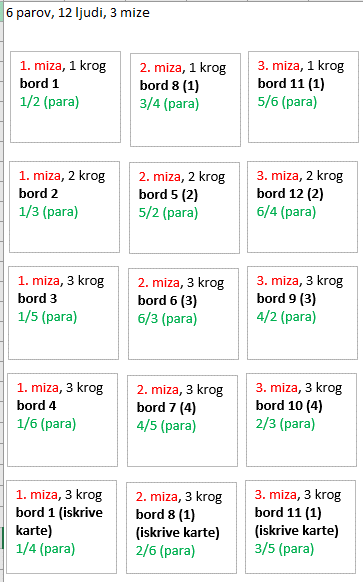 6 parov, 12 ljudi, 3 mize
1. miza, 1 krog
bord 1
1/2 (para)
2. miza, 1 krog
bord 8 (1)
3/4 (para)
3. miza, 1 krog
bord 11 (1)
5/6 (para)
1. miza, 2 krog
bord 2
1/3 (para)
2. miza, 2 krog
bord 5 (2)
5/2 (para)
3. miza, 2 krog
bord 12 (2)
6/4 (para)
1. miza, 3 krog
bord 3
1/5 (para)
2. miza, 3 krog
bord 6 (3)
6/3 (para)
3. miza, 3 krog
bord 9 (3)
4/2 (para)
1. miza, 3 krog
bord 4
1/6 (para)
2. miza, 3 krog
bord 7 (4)
4/5 (para)
3. miza, 3 krog
bord 10 (4)
2/3 (para)
1. miza, 3 krog
bord 1 (iskrive
karte)
1/4 (para)
2. miza, 3 krog
bord 8 (1)
(iskrive karte)
2/6 (para)
3. miza, 3 krog
bord 11 (1)
(iskrive karte)
3/5 (para)